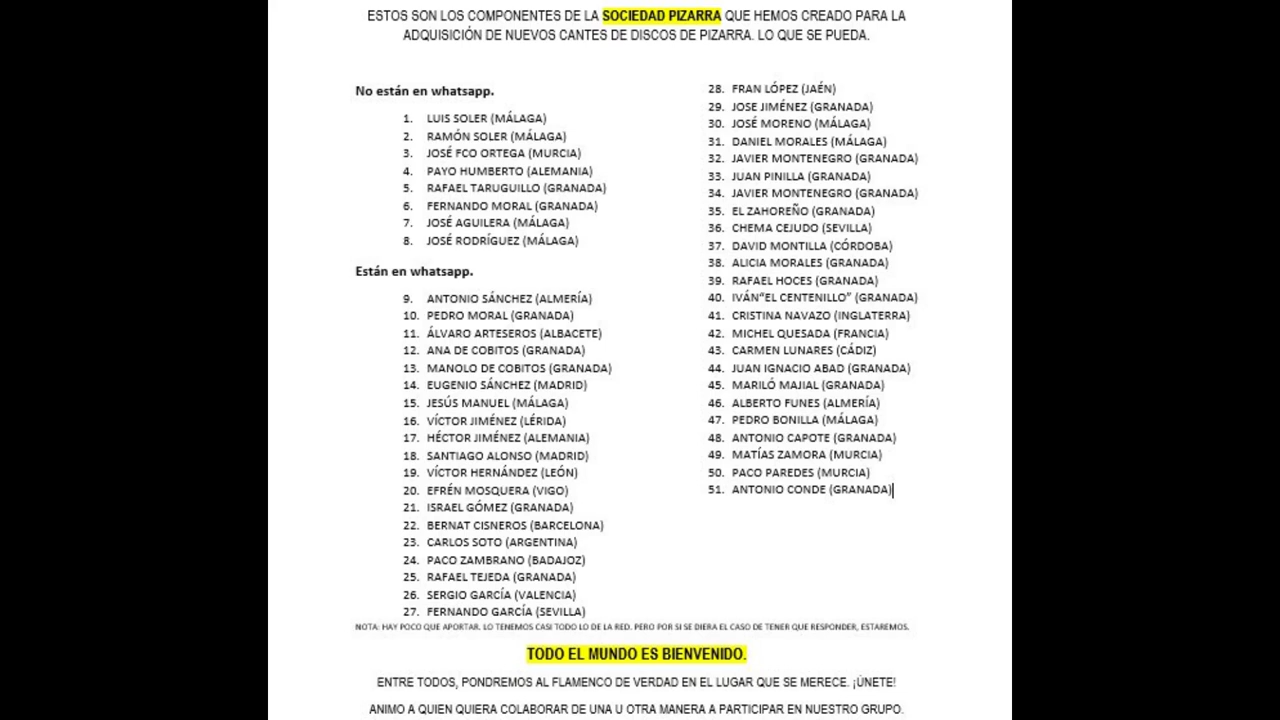 ESTOS SON LOS COMPONENTES DE LA SOCIEDAD PIZARRA QUE HEMOS CREADO PARA LA
ADQUISICIÓN DE NUEVOS CANTES DE DISCOS DE PIZARRA. LO QUE SE PUEDA.
No están en whatsapp.
1. LUIS SOLER (MÁLAGA)
2. RAMÓN SOLER (MÁLAGA)
3. JOSÉ FCO ORTEGA (MURCIA)
4. PAYO HUMBERTO (ALEMANIA)
5. RAFAEL TARUGUILLO (GRANADA)
6. FERNANDO MORAL (GRANADA)
7. JOSÉ AGUILERA (MÁLAGA)
8. JOSÉ RODRÍGUEZ (MÁLAGA)
Están en whatsapp.
9. ANTONIO SÁNCHEZ (ALMERÍA)
10. PEDRO MORAL (GRANADA)
11. ÁLVARO ARTESEROS (ALBACETE)
12. ANA DE COBITOS (GRANADA)
13. MANOLO DE COBITOS (GRANADA)
14. EUGENIO SÁNCHEZ (MADRID)
15. JESÚS MANUEL (MÁLAGA)
16. VÍCTOR JIMÉNEZ (LÉRIDA)
17. HÉCTOR JIMÉNEZ (ALEMANIA)
18. SANTIAGO ALONSO (MADRID)
19. VÍCTOR HERNÁNDEZ (LEÓN)
20. EFRÉN MOSQUERA (VIGO)
21. ISRAEL GÓMEZ (GRANADA)
22. BERNAT CISNEROS (BARCELONA)
23. CARLOS SOTO (ARGENTINA)
24. PACO ZAMBRANO (BADAJOZ)
25. RAFAEL TEJEDA (GRANADA)
26. SERGIO GARCÍA (VALENCIA)
27. FERNANDO GARCÍA (SEVILLA)
28. FRAN LÓPEZ (JAÉN)
29. JOSE JIMÉNEZ (GRANADA)
30. JOSÉ MORENO (MÁLAGA)
31. DANIEL MORALES (MÁLAGA)
32. JAVIER MONTENEGRO (GRANADA)
33. JUAN PINILLA (GRANADA)
34. JAVIER MONTENEGRO (GRANADA)
35. EL ZAHOREÑO (GRANADA)
36. CHEMA CEJUDO (SEVILLA)
37. DAVID MONTILLA (CÓRDOBA)
38. ALICIA MORALES (GRANADA)
39. RAFAEL HOCES (GRANADA)
40. IVÁN“EL CENTENILLO” (GRANADA)
41. CRISTINA NAVAZO (INGLATERRA)
42. MICHEL QUESADA (FRANCIA)
43. CARMEN LUNARES (CÁDIZ)
44. JUAN IGNACIO ABAD (GRANADA)
45. MARILÓ MAJIAL (GRANADA)
46. ALBERTO FUNES (ALMERÍA)
47. PEDRO BONILLA (MÁLAGA)
48. ANTONIO CAPOTE (GRANADA)
49. MATÍAS ZAMORA (MURCIA)
50. PACO PAREDES (MURCIA)
51. ANTONIO CONDE (GRANADA)
NOTA: HAY POCO QUE APORTAR. LO TENEMOS CASI TODO LO DE LA RED. PERO POR SI SE DIERA EL CASO DE TENER QUE RESPONDER, ESTAREMOS.
TODO EL MUNDO ES BIENVENIDO.
ENTRE TODOS, PONDREMOS AL FLAMENCO DE VERDAD EN EL LUGAR QUE SE MERECE. ¡ÚNETE!
ANIMO A QUIEN QUIERA COLABORAR DE UNA U OTRA MANERA A PARTICIPAR EN NUESTRO GRUPO.